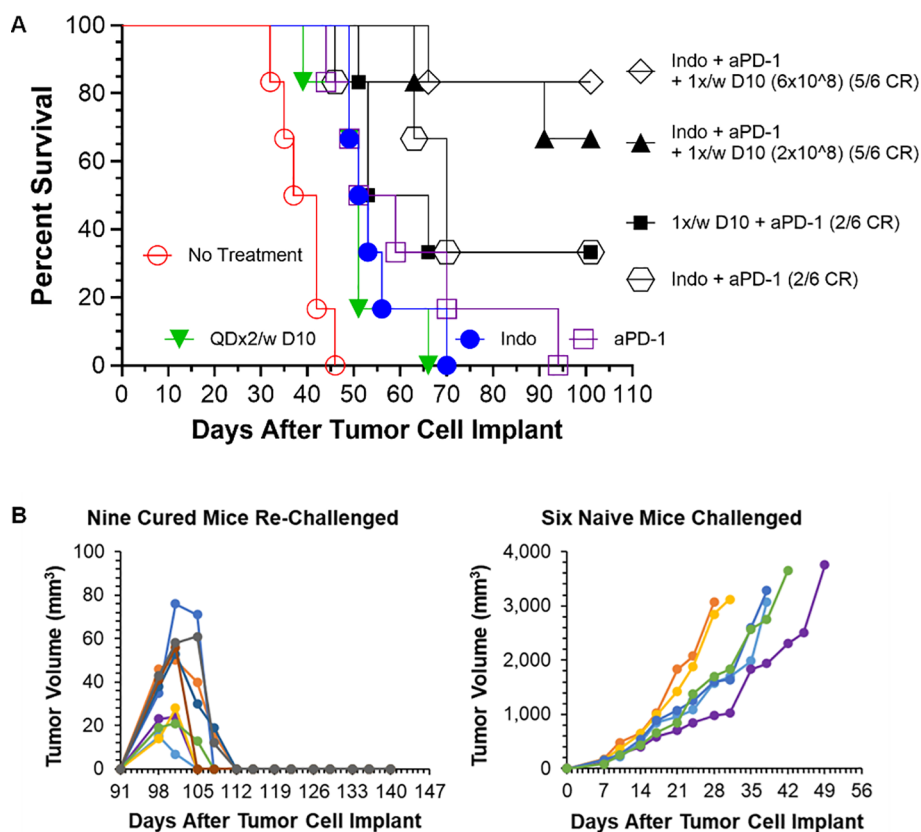 A
Percent Survival
100
80
60
40
20
0
0 10 20 30 40 50 60 70 80 90 100 110
Days After Tumor Cell Implant
No Treatment
QDx2/w D10
Indo
aPD-1
Indo + aPD-1
+ 1x/w D10 (6x10^8) (5/6 CR)
Indo + aPD-1
+ 1x/w D10 (2x10^8) (5/6 CR)
1x/w D10 + aPD-1 (2/6 CR)
Indo + aPD-1 (2/6 CR)
B
Nine Cured Mice Re-Challenged
Tumor Volume (mm³)
100
80
60
40
20
0
91 98 105 112 119 126 133 140 147
Days After Tumor Cell Implant
Six Naive Mice Challenged
Tumor Volume (mm³)
4,000
3,000
2,000
1,000
0
0 7 14 21 28 35 42 49 56
Days After Tumor Cell Implant